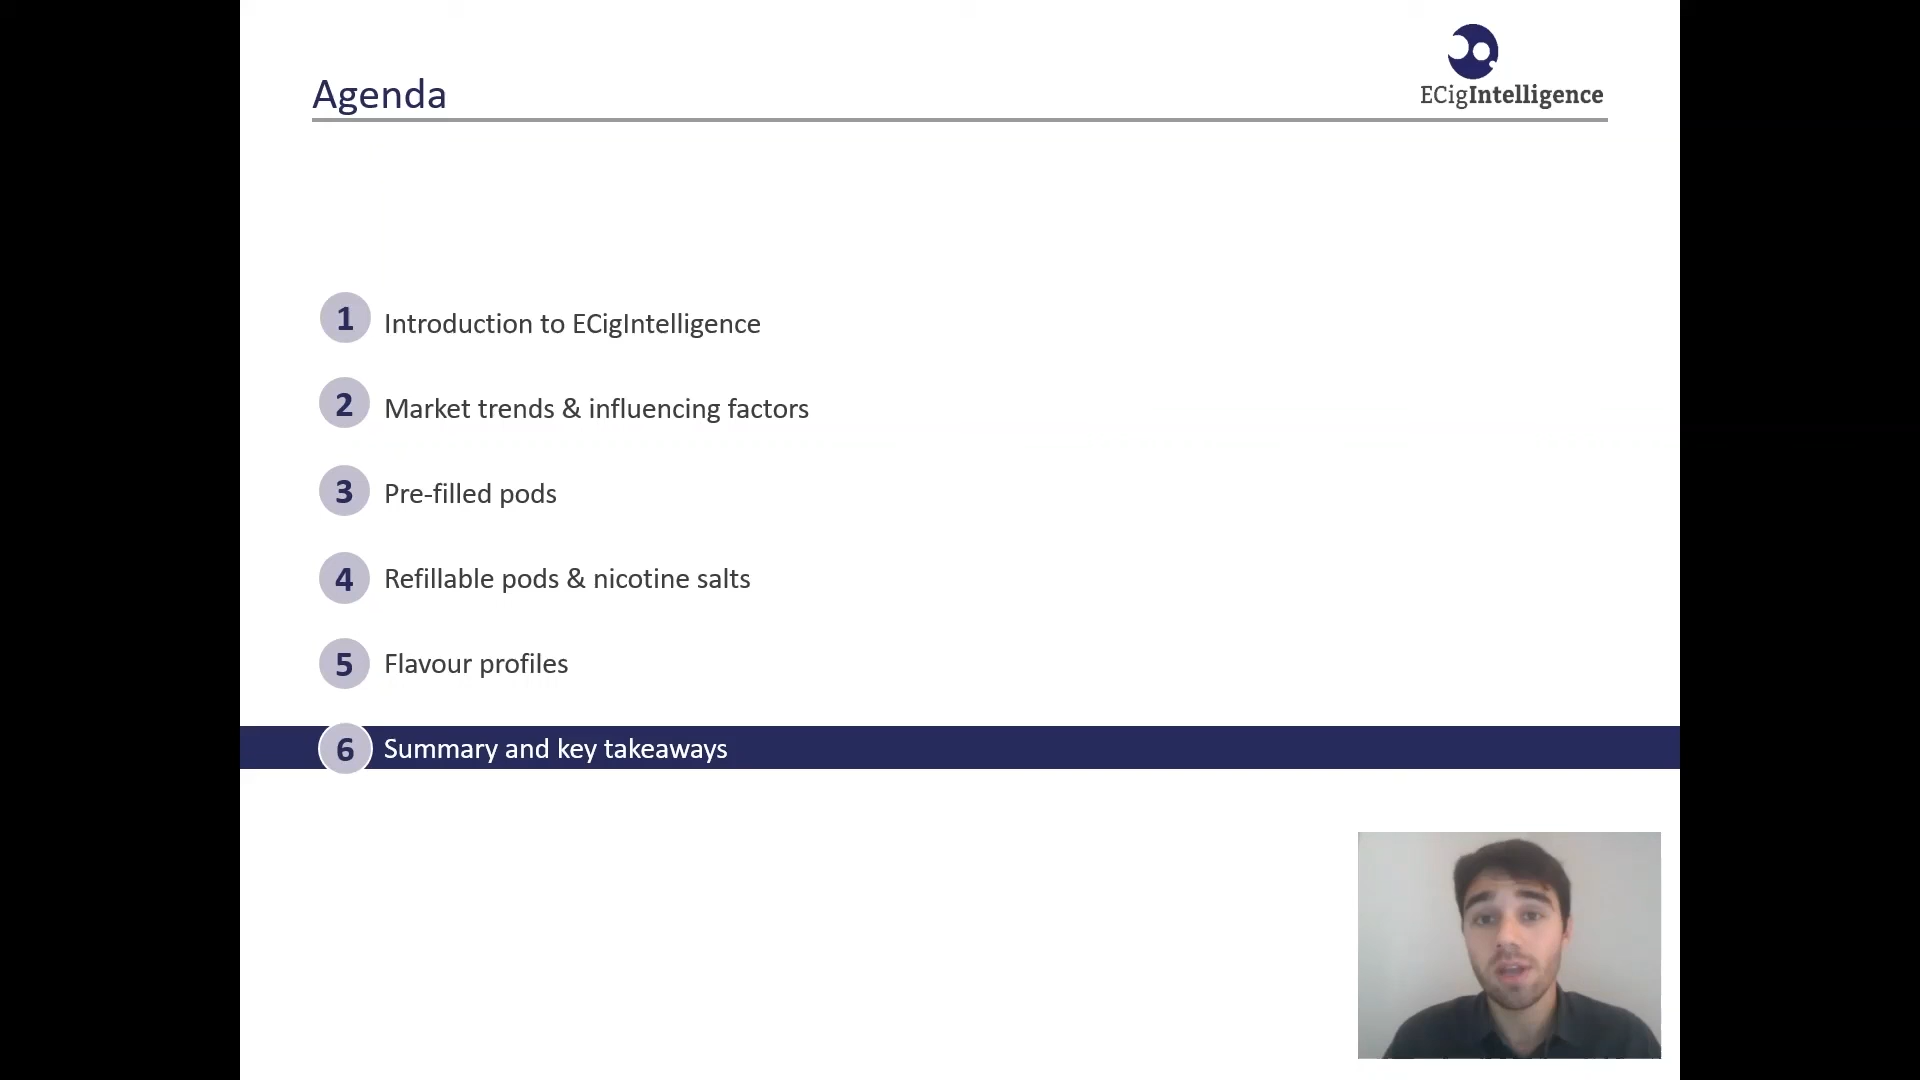 Agenda
ECigIntelligence
1 Introduction to ECigIntelligence
2 Market trends & influencing factors
3 Pre-filled pods
4 Refillable pods & nicotine salts
5 Flavour profiles
6 Summary and key takeaways